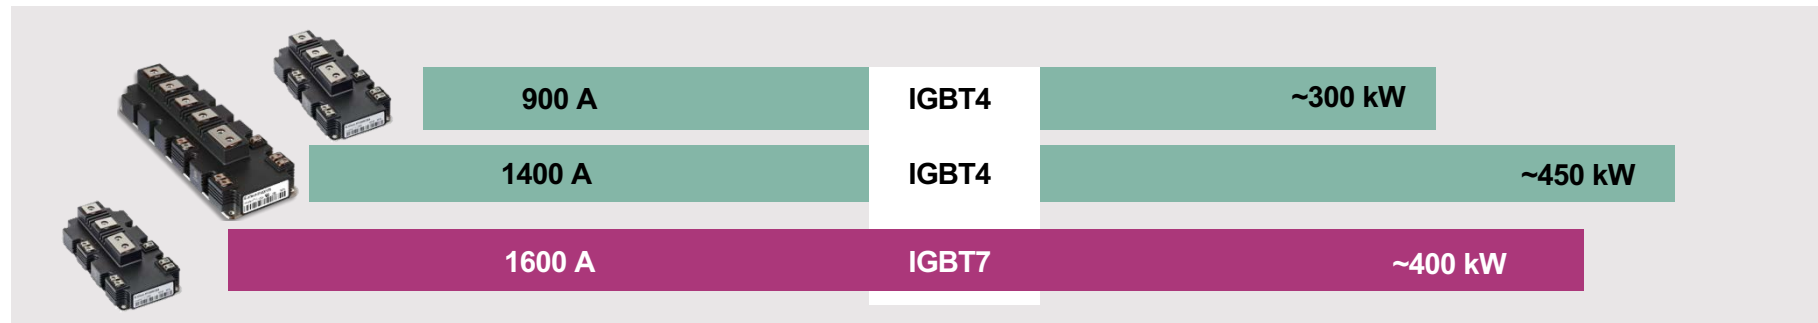 900 A IGBT4 ~300 kW
1400 A IGBT4 ~450 kW
1600 A IGBT7 ~400 kW